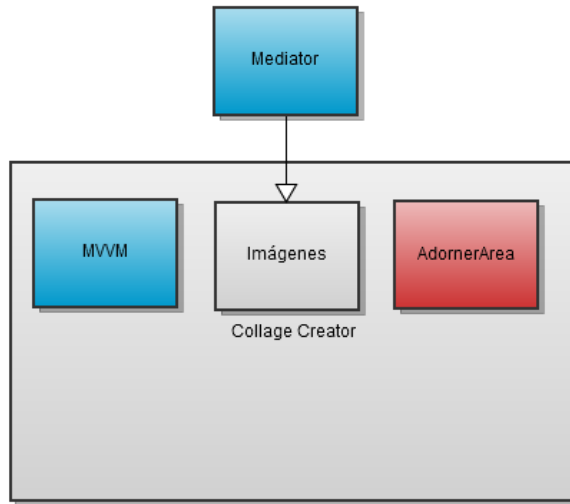 Mediator
MVVM
Imágenes
AdornerArea
Collage Creator